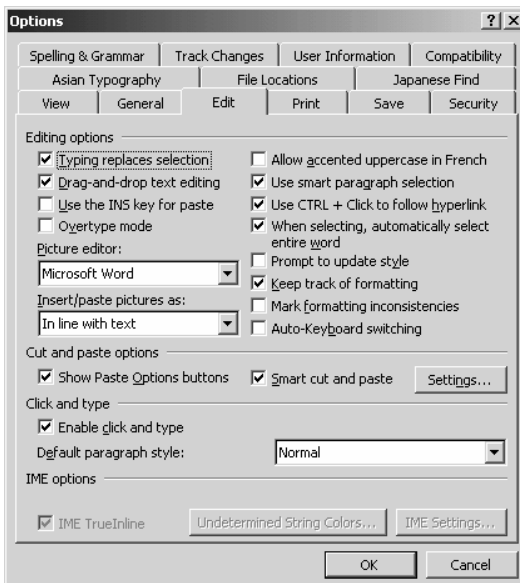 Options
Spelling & Grammar Track Changes User Information Compatibility
Asian Typography File Locations Japanese Find
View General Edit Print Save Security
Editing options
Typing replaces selection
Drag-and-drop text editing
Use the INS key for paste
Overtype mode
Picture editor:
Microsoft Word
Insert/paste pictures as:
In line with text
Allow accented uppercase in French
Use smart paragraph selection
Use CTRL + Click to follow hyperlink
When selecting, automatically select
entire word
Prompt to update style
Keep track of formatting
Mark formatting inconsistencies
Auto-Keyboard switching
Cut and paste options
Show Paste Options buttons Smart cut and paste Settings...
Click and type
Enable click and type
Default paragraph style: Normal
IME options
IME TrueInline Undetermined String Colors... IME Settings...
OK Cancel